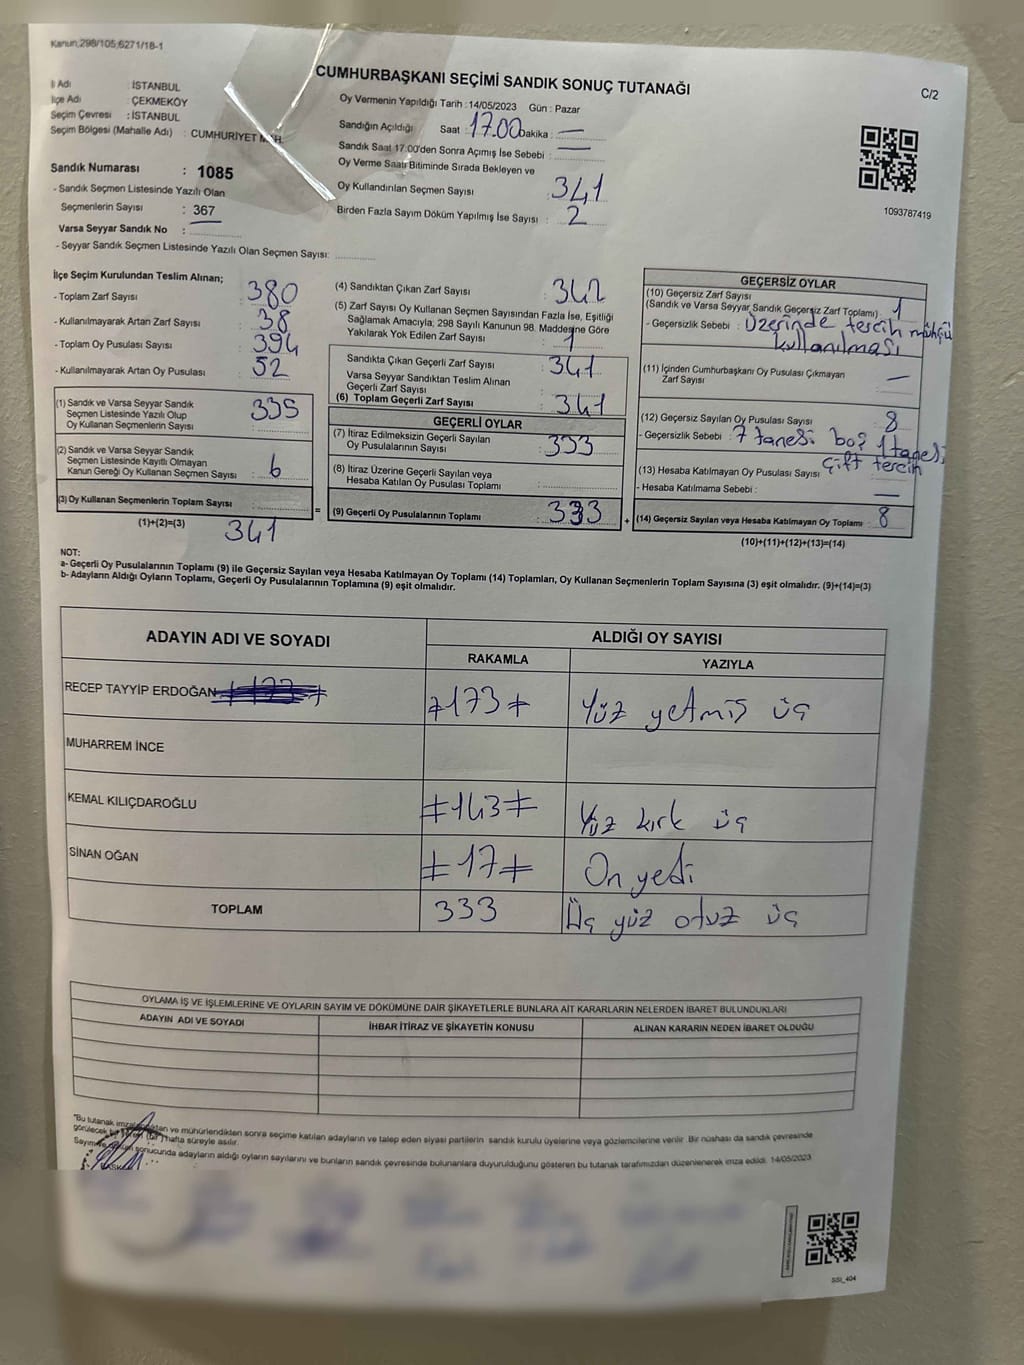 Kanun;298/105;6271/18-1
CUMHURBAŞKANI SEÇİMİ SANDIK SONUÇ TUTANAĞI
C/2
İl Adı : İSTANBUL
İlçe Adı : ÇEKMEKÖY
Seçim Çevresi : İSTANBUL
Seçim Bölgesi (Mahalle Adı) : CUMHURİYET MAH.
Sandık Numarası : 1085
- Sandık Seçmen Listesinde Yazılı Olan
Seçmenlerin Sayısı : 367
Varsa Seyyar Sandık No :
- Seyyar Sandık Seçmen Listesinde Yazılı Olan Seçmen Sayısı:
Oy Vermenin Yapıldığı Tarih : 14/05/2023 Gün : Pazar
Sandığın Açıldığı Saat : 17.00 Dakika : —
Sandık Saat 17.00'den Sonra Açımış İse Sebebi : —
Oy Verme Saati Bitiminde Sırada Bekleyen ve
Oy Kullandırılan Seçmen Sayısı : 341
Birden Fazla Sayım Döküm Yapılmış İse Sayısı : 2
1093787419
İlçe Seçim Kurulundan Teslim Alınan;
- Toplam Zarf Sayısı : 380
- Kullanılmayarak Artan Zarf Sayısı : 38
- Toplam Oy Pusulası Sayısı : 394
- Kullanılmayarak Artan Oy Pusulası : 52
(1) Sandık ve Varsa Seyyar Sandık
Seçmen Listesinde Yazılı Olup
Oy Kullanan Seçmenlerin Sayısı : 335
(2) Sandık ve Varsa Seyyar Sandık
Seçmen Listesinde Kayıtlı Olmayan
Kanun Gereği Oy Kullanan Seçmen Sayısı : 6
(3) Oy Kullanan Seçmenlerin Toplam Sayısı :
(1)+(2)=(3) 341
(4) Sandıktan Çıkan Zarf Sayısı : 342
(5) Zarf Sayısı Oy Kullanan Seçmen Sayısından Fazla İse, Eşitliği
Sağlamak Amacıyla, 298 Sayılı Kanunun 98. Maddesine Göre
Yakılarak Yok Edilen Zarf Sayısı : 1
Sandıkta Çıkan Geçerli Zarf Sayısı : 341
Varsa Seyyar Sandıktan Teslim Alınan
Geçerli Zarf Sayısı :
(6) Toplam Geçerli Zarf Sayısı : 341
GEÇERLİ OYLAR
(7) İtiraz Edilmeksizin Geçerli Sayılan
Oy Pusulalarının Sayısı : 333
(8) İtiraz Üzerine Geçerli Sayılan veya
Hesaba Katılan Oy Pusulası Toplamı :
(9) Geçerli Oy Pusulalarının Toplamı : 333
GEÇERSİZ OYLAR
(10) Geçersiz Zarf Sayısı
(Sandık ve Varsa Seyyar Sandık Geçersiz Zarf Toplamı) : 1
- Geçersizlik Sebebi : Üzerinde tercih mühçü
kullanılması
(11) İçinden Cumhurbaşkanı Oy Pusulası Çıkmayan
Zarf Sayısı : —
(12) Geçersiz Sayılan Oy Pusulası Sayısı : 8
- Geçersizlik Sebebi : 7 tanesi boş 1 tanesi
çift tercih
(13) Hesaba Katılmayan Oy Pusulası Sayısı :
- Hesaba Katılmama Sebebi : —
(14) Geçersiz Sayılan veya Hesaba Katılmayan Oy Toplamı : 8
(10)+(11)+(12)+(13)=(14)
NOT:
a- Geçerli Oy Pusulalarının Toplamı (9) ile Geçersiz Sayılan veya Hesaba Katılmayan Oy Toplamı (14) Toplamları, Oy Kullanan Seçmenlerin Toplam Sayısına (3) eşit olmalıdır. (9)+(14)=(3)
b- Adayların Aldığı Oyların Toplamı, Geçerli Oy Pusulalarının Toplamına (9) eşit olmalıdır.
ADAYIN ADI VE SOYADI
ALDIĞI OY SAYISI
RAKAMLA YAZIYLA
RECEP TAYYİP ERDOĞAN ≠173≠ Yüz yetmiş üç
MUHARREM İNCE
KEMAL KILIÇDAROĞLU ≠143≠ Yüz kırk üç
SİNAN OĞAN ≠17≠ On yedi
TOPLAM 333 Üç yüz otuz üç
OYLAMA İŞ VE İŞLEMLERİNE VE OYLARIN SAYIM VE DÖKÜMÜNE DAİR ŞİKAYETLERLE BUNLARA AİT KARARLARIN NELERDEN İBARET BULUNDUKLARI
ADAYIN ADI VE SOYADI İHBAR İTİRAZ VE ŞİKAYETİN KONUSU ALINAN KARARIN NEDEN İBARET OLDUĞU
"Bu tutanak imzalandıktan ve mühürlendikten sonra seçime katılan adayların ve talep eden siyasi partilerin sandık kurulu üyelerine veya gözlemcilerine verilir. Bir nüshası da sandık çevresinde
görülecek bir yere (bir) hafta süreyle asılır.
sonucunda adayların aldığı oyların sayılarını ve bunların sandık çevresinde bulunanlara duyurulduğunu gösteren bu tutanak tarafımızdan düzenlenerek imza edildi. 14/05/2023
SSI_404